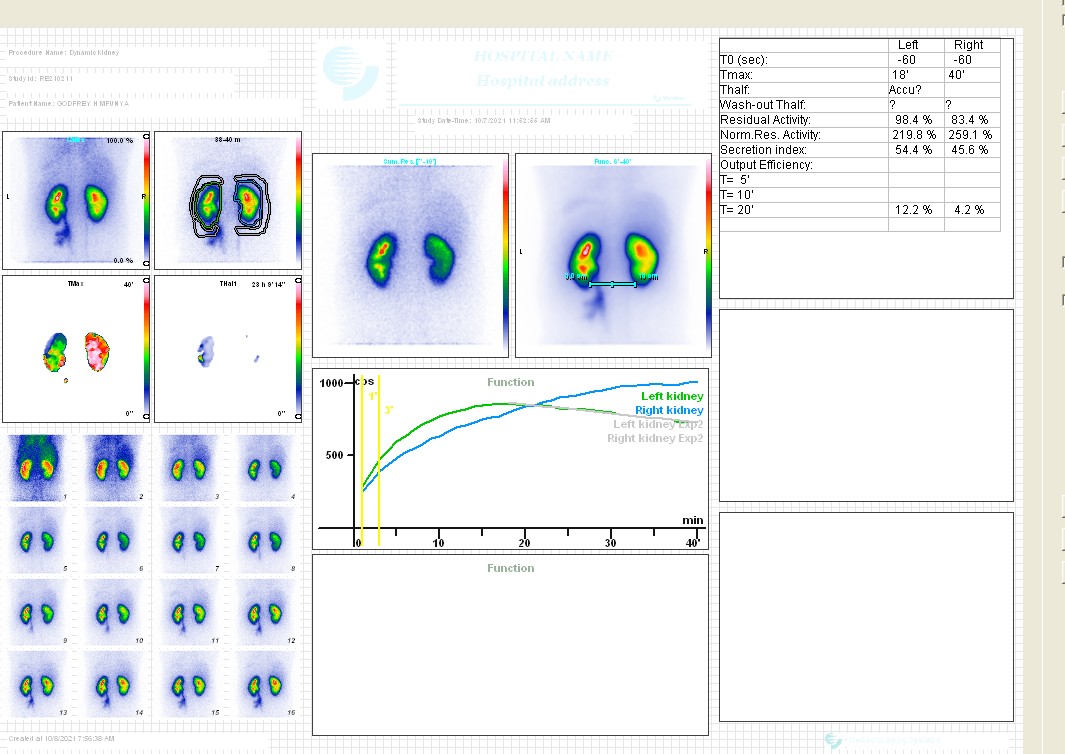 Procedure Name: Dynamic kidney
HOSPITAL NAME
Hospital address
Study Id: RE210211
Patient Name: GODFREY H MPUNYA
Study Date-Time: 10/7/2021 11:52:55 AM
Left Right
T0 (sec): -60 -60
Tmax: 18' 40'
Thalf: Accu?
Wash-out Thalf: ? ?
Residual Activity: 98.4 % 83.4 %
Norm.Res. Activity: 219.8 % 259.1 %
Secretion index: 54.4 % 45.6 %
Output Efficiency:
T= 5'
T= 10'
T= 20' 12.2 % 4.2 %
100.0 %
L
R
0.0 %
38-40 m
Sum. Res. [''-19']
L
Func. 6'-40'
L
R
TMax 40'
0''
THalf 23 h 9' 14''
0''
Function
1000
cps
1'
3'
Left kidney
Right kidney
Left kidney Exp2
Right kidney Exp2
500
min
0 10 20 30 40'
Function
1 2 3 4
5 6 7 8
9 10 11 12
13 14 15 16
Created at 10/8/2021 7:56:38 AM